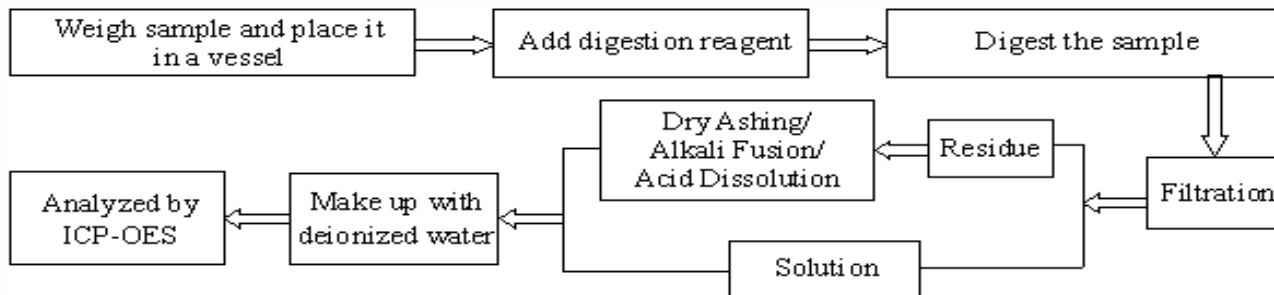 Weigh sample and place it
in a vessel
Add digestion reagent
Digest the sample
Dry Ashing/
Alkali Fusion/
Acid Dissolution
Residue
Filtration
Analyzed by
ICP-OES
Make up with
deionized water
Solution